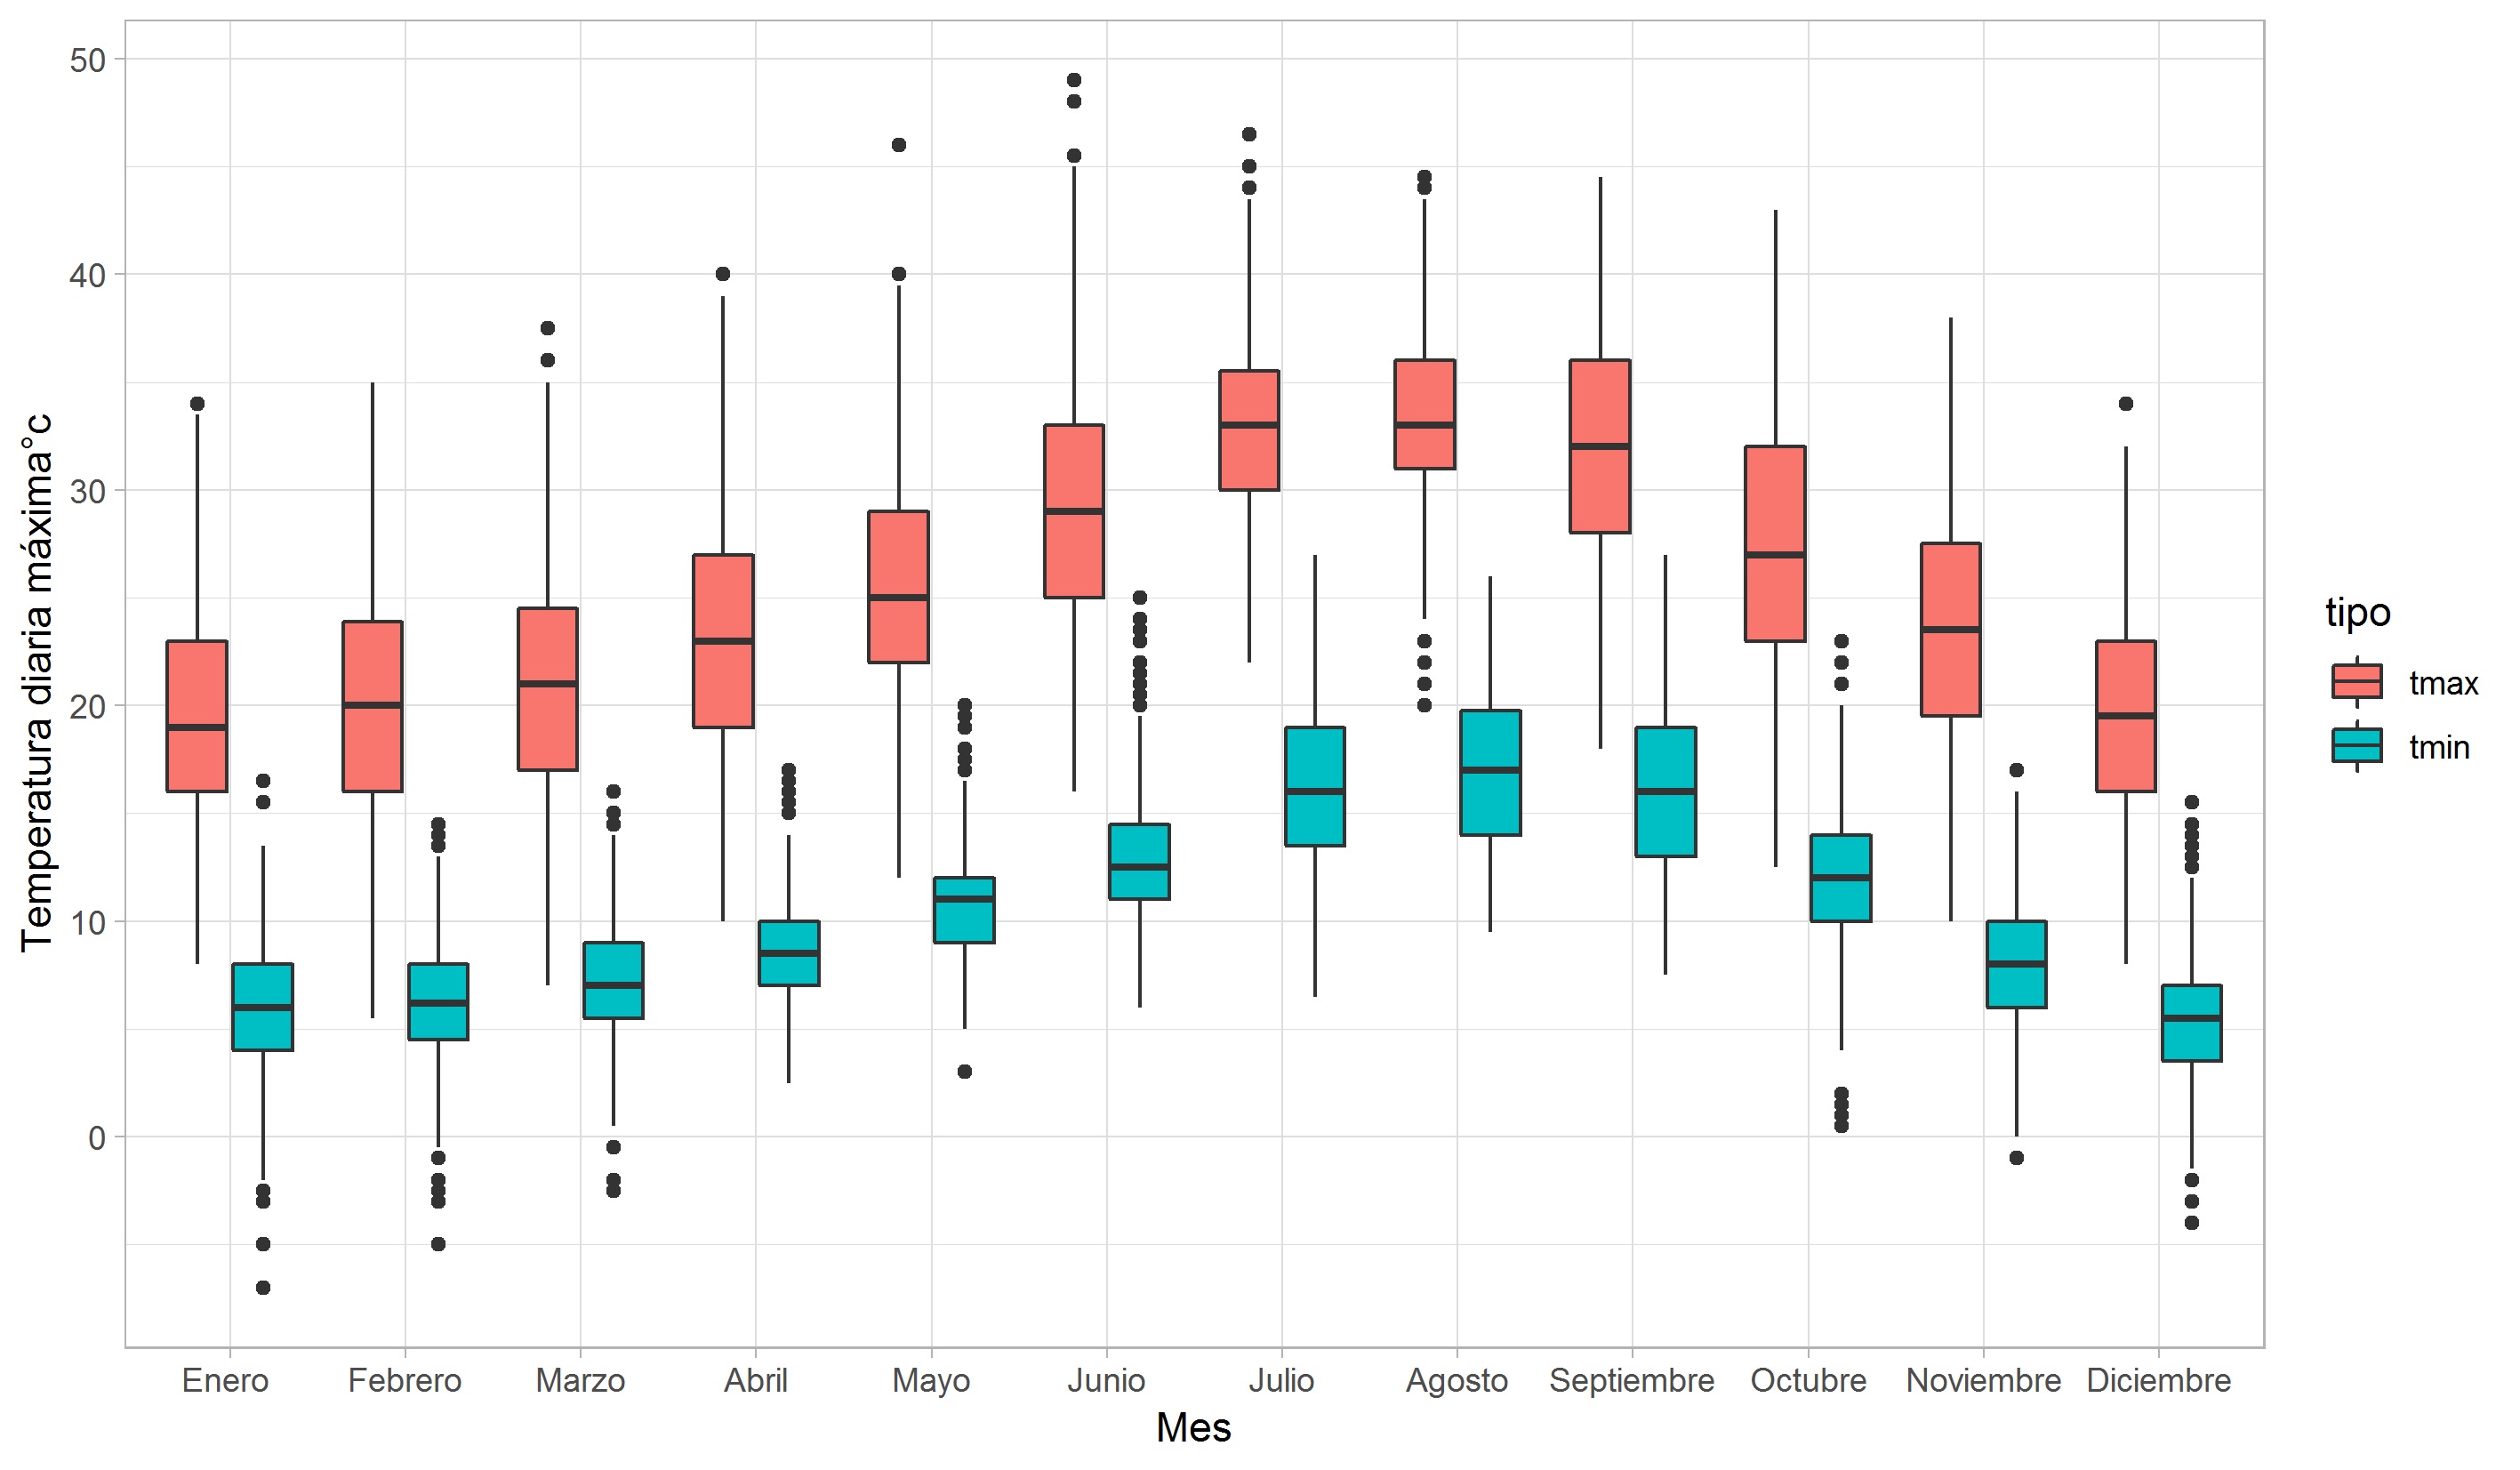 Temperatura diaria máxima°c
50
40
30
20
10
0
Enero Febrero Marzo Abril Mayo Junio Julio Agosto Septiembre Octubre Noviembre Diciembre
Mes
tipo
tmax
tmin